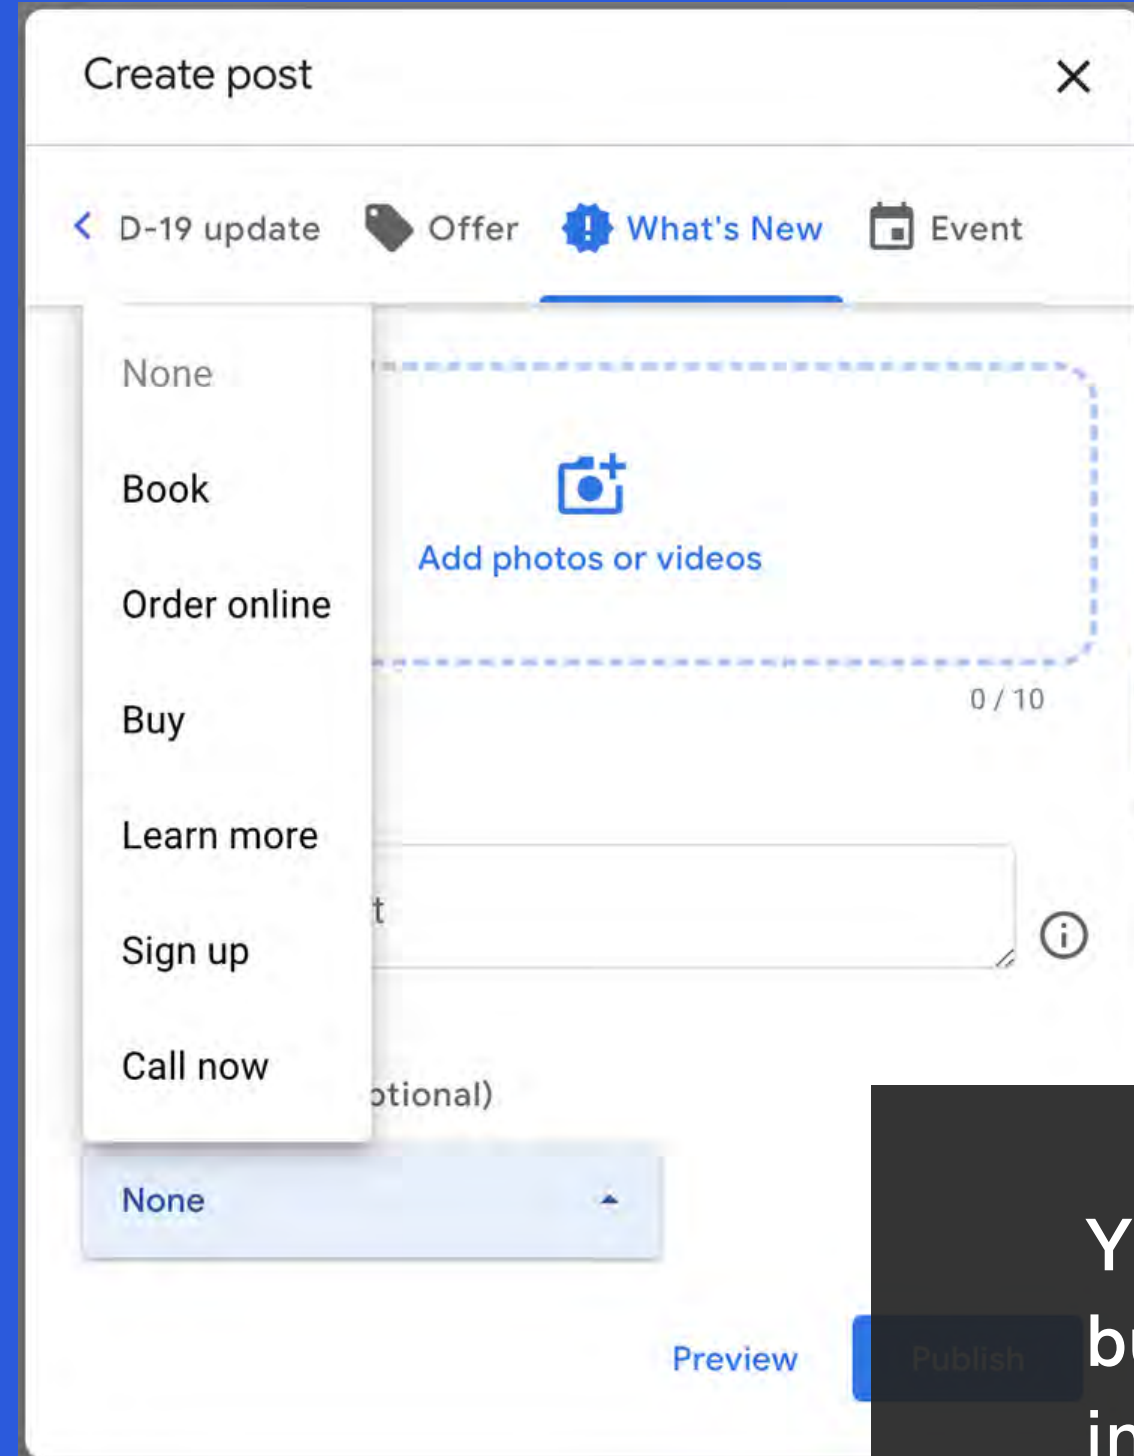 Create post
D-19 update Offer What's New Event
None
Book
Add photos or videos
Order online
0 / 10
Buy
Learn more
t
Sign up
Call now
ptional)
None
Y
bu
in
Preview Publish